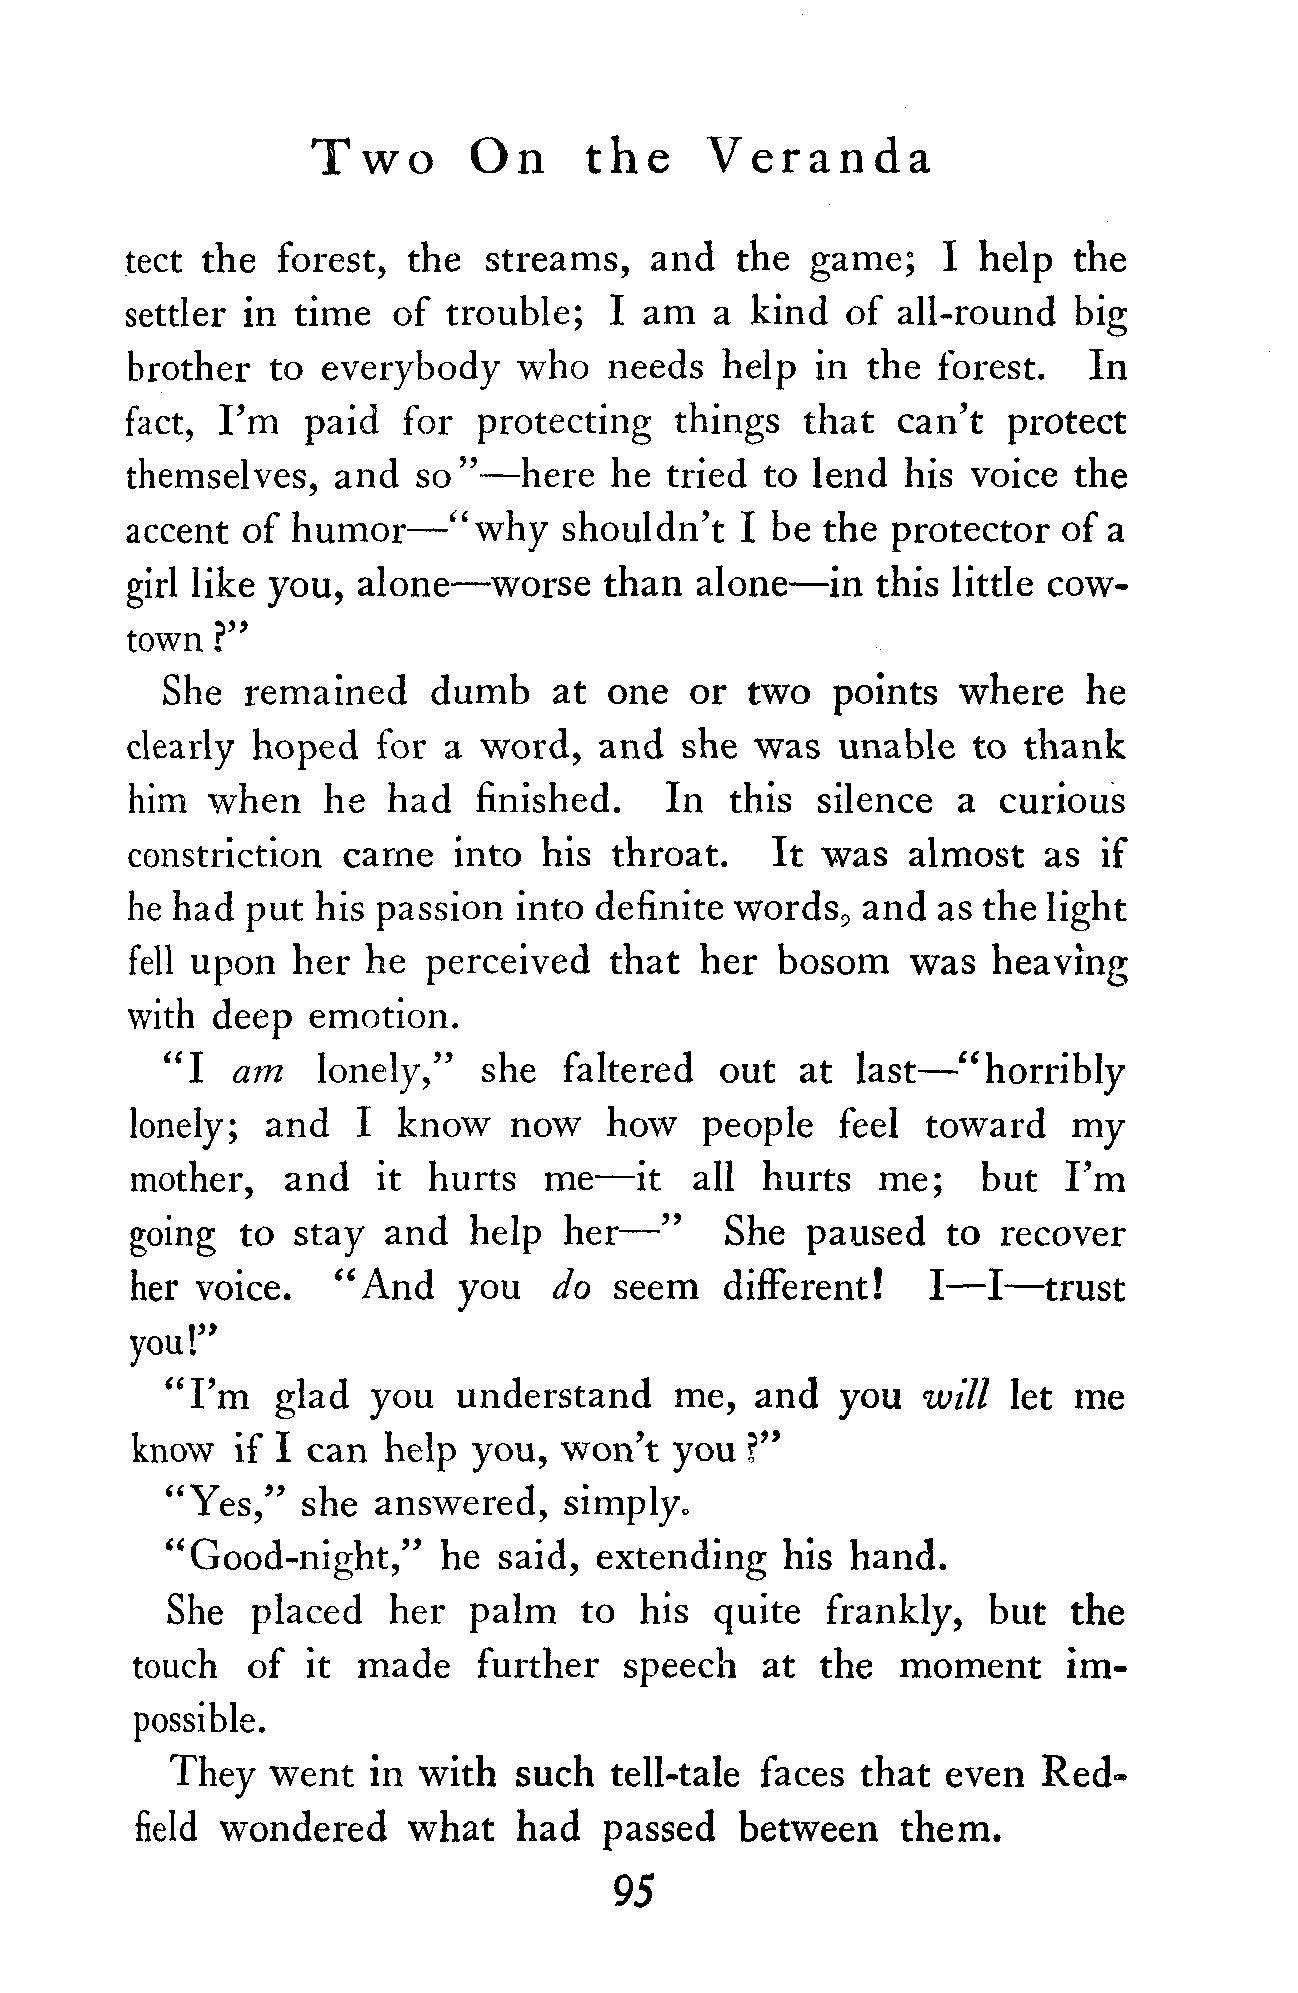 Two On the Veranda
tect the forest, the streams, and the game; I help the
settler in time of trouble; I am a kind of all-round big
brother to everybody who needs help in the forest. In
fact, I'm paid for protecting things that can't protect
themselves, and so"—here he tried to lend his voice the
accent of humor—"why shouldn't I be the protector of a
girl like you, alone—worse than alone—in this little cow-
town?"
She remained dumb at one or two points where he
clearly hoped for a word, and she was unable to thank
him when he had finished. In this silence a curious
constriction came into his throat. It was almost as if
he had put his passion into definite words, and as the light
fell upon her he perceived that her bosom was heaving
with deep emotion.
"I am lonely," she faltered out at last—"horribly
lonely; and I know now how people feel toward my
mother, and it hurts me—it all hurts me; but I'm
going to stay and help her—" She paused to recover
her voice. "And you do seem different! I—I—trust
you!"
"I'm glad you understand me, and you will let me
know if I can help you, won't you?"
"Yes," she answered, simply.
"Good-night," he said, extending his hand.
She placed her palm to his quite frankly, but the
touch of it made further speech at the moment im-
possible.
They went in with such tell-tale faces that even Red-
field wondered what had passed between them.
95